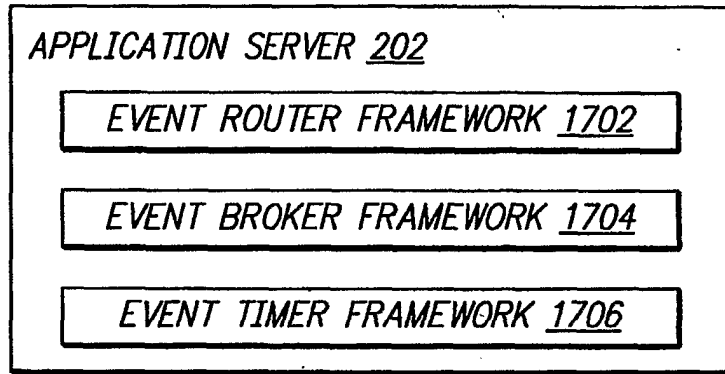 APPLICATION SERVER 202
EVENT ROUTER FRAMEWORK 1702
EVENT BROKER FRAMEWORK 1704
EVENT TIMER FRAMEWORK 1706